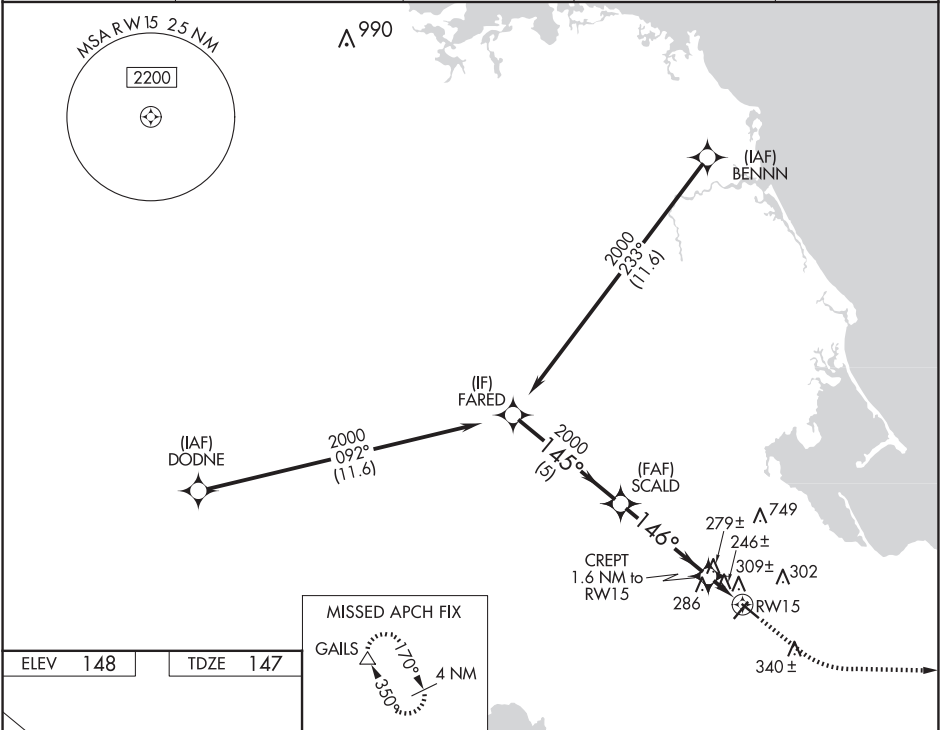 MSA RW15 25 NM
2200
990
(IAF)
BENNN
2000
233°
(11.6)
(IF)
FARED
(IAF)
DODNE
2000
092°
(11.6)
2000
145°
(5)
(FAF)
SCALD
146°
749
279±
246±
309±
302
CREPT
1.6 NM to
RW15
286
RW15
340±
MISSED APCH FIX
GAILS
170°
4 NM
350°
ELEV 148
TDZE 147